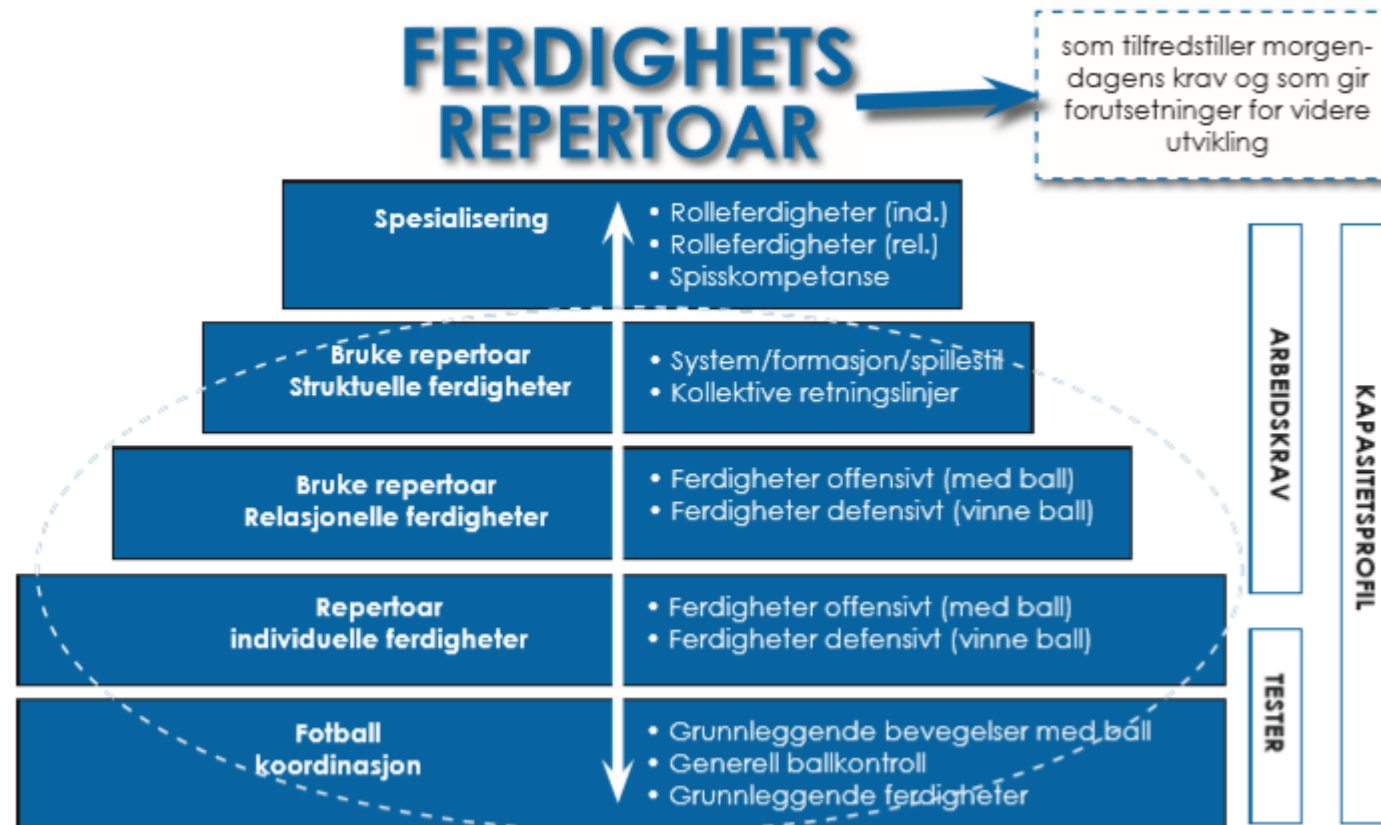 FERDIGHETS
REPERTOAR
som tilfredstiller morgen-
dagens krav og som gir
forutsetninger for videre
utvikling
Spesialisering
• Rolleferdigheter (ind.)
• Rolleferdigheter (rel.)
• Spisskompetanse
Bruke repertoar
Struktuelle ferdigheter
• System/formasjon/spillestil
• Kollektive retningslinjer
Bruke repertoar
Relasjonelle ferdigheter
• Ferdigheter offensivt (med ball)
• Ferdigheter defensivt (vinne ball)
Repertoar
individuelle ferdigheter
• Ferdigheter offensivt (med ball)
• Ferdigheter defensivt (vinne ball)
Fotball
koordinasjon
• Grunnleggende bevegelser med ball
• Generell ballkontroll
• Grunnleggende ferdigheter
ARBEIDSKRAV
TESTER
KAPASITETSPROFIL